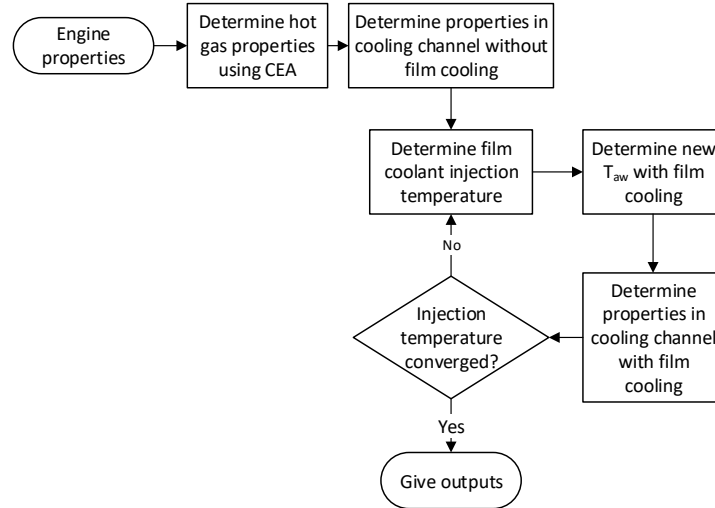 Engine
properties
Determine hot
gas properties
using CEA
Determine properties in
cooling channel without
film cooling
Determine film
coolant injection
temperature
Determine new
Taw with film
cooling
No
Injection
temperature
converged?
Determine
properties in
cooling channel
with film
cooling
Yes
Give outputs